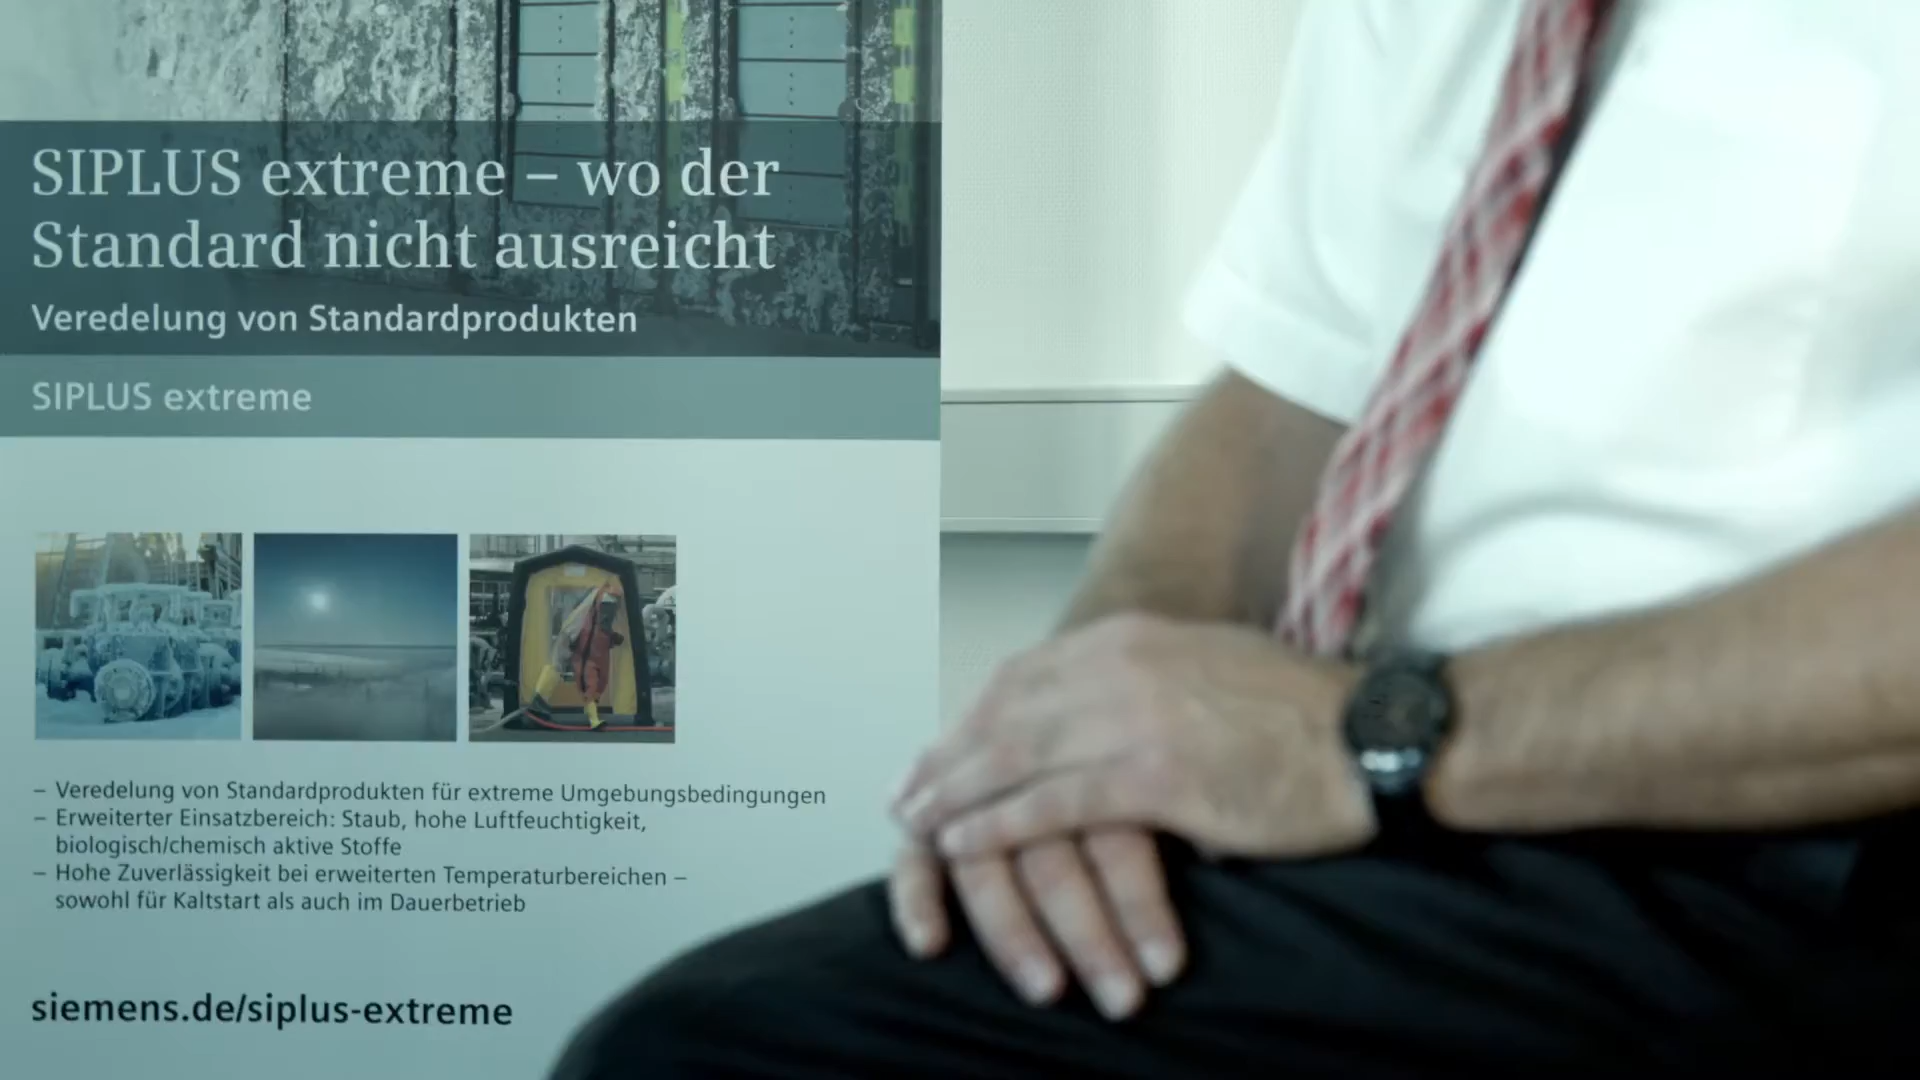 SIPLUS extreme – wo der
Standard nicht ausreicht
Veredelung von Standardprodukten
SIPLUS extreme
– Veredelung von Standardprodukten für extreme Umgebungsbedingungen
– Erweiterter Einsatzbereich: Staub, hohe Luftfeuchtigkeit,
biologisch/chemisch aktive Stoffe
– Hohe Zuverlässigkeit bei erweiterten Temperaturbereichen –
sowohl für Kaltstart als auch im Dauerbetrieb
siemens.de/siplus-extreme